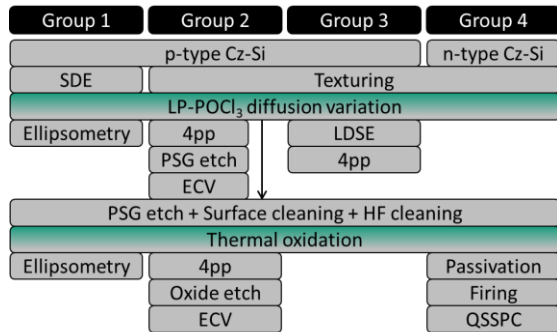 Group 1 Group 2 Group 3 Group 4
p-type Cz-Si n-type Cz-Si
SDE Texturing
LP-POCl₃ diffusion variation
Ellipsometry 4pp LDSE
PSG etch 4pp
ECV
PSG etch + Surface cleaning + HF cleaning
Thermal oxidation
Ellipsometry 4pp Passivation
Oxide etch Firing
ECV QSSPC